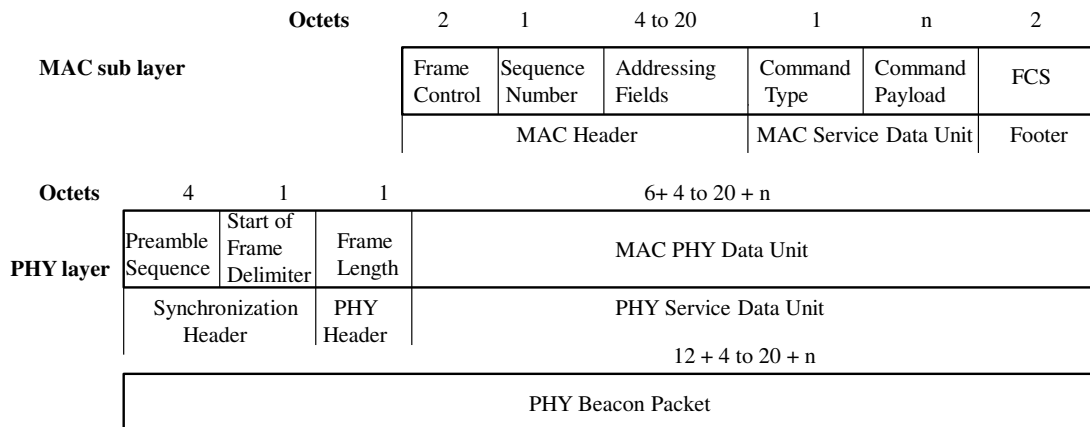 Octets 2 1 4 to 20 1 n 2
MAC sub layer
Frame Control
Sequence Number
Addressing Fields
Command Type
Command Payload
FCS
MAC Header MAC Service Data Unit Footer
Octets 4 1 1 6+ 4 to 20 + n
PHY layer
Preamble Sequence
Start of Frame Delimiter
Frame Length
MAC PHY Data Unit
Synchronization Header
PHY Header
PHY Service Data Unit
12 + 4 to 20 + n
PHY Beacon Packet